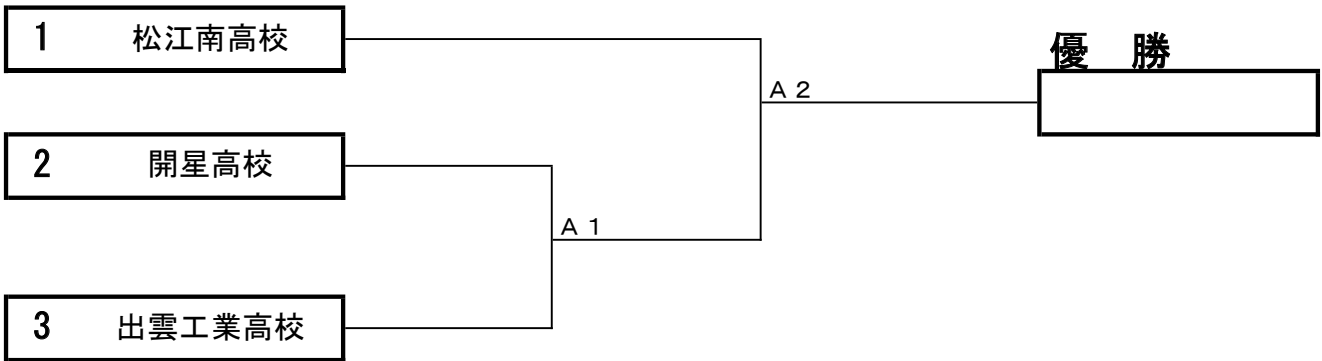 1 松江南高校
優 勝
A 2
2 開星高校
A 1
3 出雲工業高校